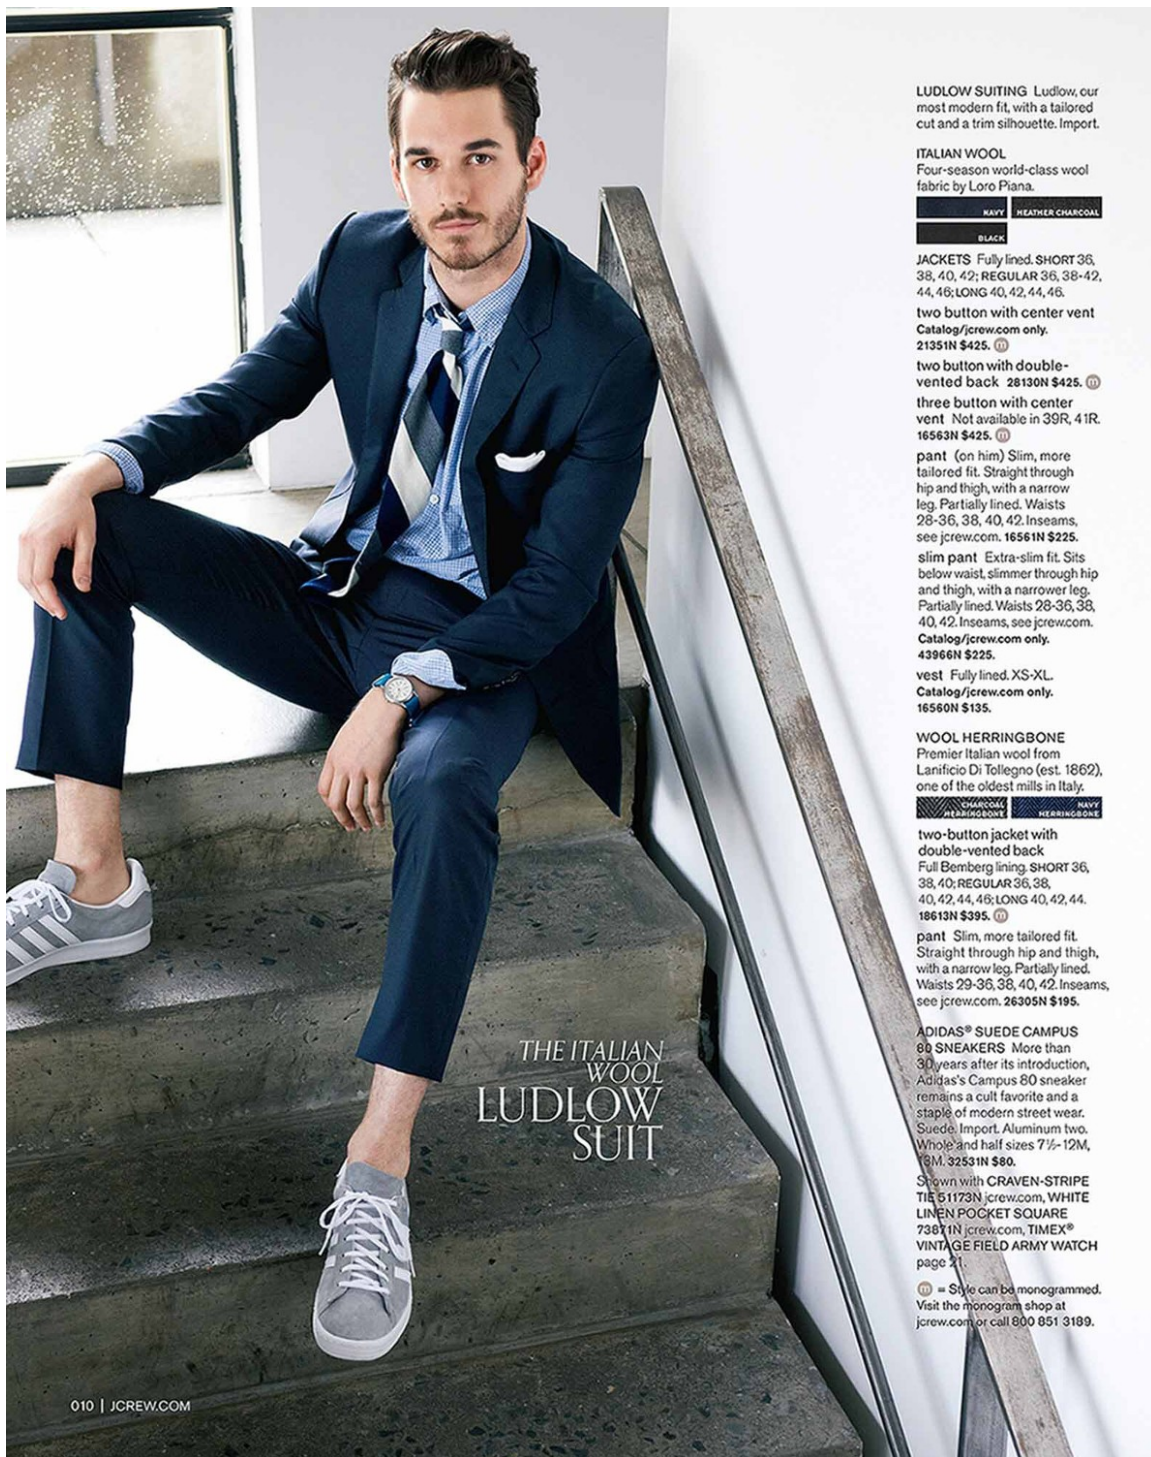 LUDLOW SUITING Ludlow, our
most modern fit, with a tailored
cut and a trim silhouette. Import.
ITALIAN WOOL
Four-season world-class wool
fabric by Loro Piana.
NAVY
HEATHER CHARCOAL
BLACK
JACKETS Fully lined. SHORT 36,
38, 40, 42; REGULAR 36, 38-42,
44, 46; LONG 40, 42, 44, 46.
two button with center vent
Catalog/jcrew.com only.
21351N $425. m
two button with double-
vented back 28130N $425. m
three button with center
vent Not available in 39R, 41R.
16563N $425. m
pant (on him) Slim, more
tailored fit. Straight through
hip and thigh, with a narrow
leg. Partially lined. Waists
28-36, 38, 40, 42. Inseams,
see jcrew.com. 16561N $225.
slim pant Extra-slim fit. Sits
below waist, slimmer through hip
and thigh, with a narrower leg.
Partially lined. Waists 28-36, 38,
40, 42. Inseams, see jcrew.com.
Catalog/jcrew.com only.
43966N $225.
vest Fully lined. XS-XL.
Catalog/jcrew.com only.
16560N $135.
WOOL HERRINGBONE
Premier Italian wool from
Lanificio Di Tollegno (est. 1862),
one of the oldest mills in Italy.
CHARCOAL HERRINGBONE
NAVY HERRINGBONE
two-button jacket with
double-vented back
Full Bemberg lining. SHORT 36,
38, 40; REGULAR 36, 38,
40, 42, 44, 46; LONG 40, 42, 44.
18613N $395. m
pant Slim, more tailored fit.
Straight through hip and thigh,
with a narrow leg. Partially lined.
Waists 29-36, 38, 40, 42. Inseams,
see jcrew.com. 26305N $195.
ADIDAS® SUEDE CAMPUS
80 SNEAKERS More than
30 years after its introduction,
Adidas's Campus 80 sneaker
remains a cult favorite and a
staple of modern street wear.
Suede. Import. Aluminum two.
Whole and half sizes 7½-12M,
13M. 32531N $80.
Shown with CRAVEN-STRIPE
TIE 51173N jcrew.com, WHITE
LINEN POCKET SQUARE
73871N jcrew.com, TIMEX®
VINTAGE FIELD ARMY WATCH
page 21.
m = Style can be monogrammed.
Visit the monogram shop at
jcrew.com or call 800 851 3189.
THE ITALIAN
WOOL
LUDLOW
SUIT
010 | JCREW.COM